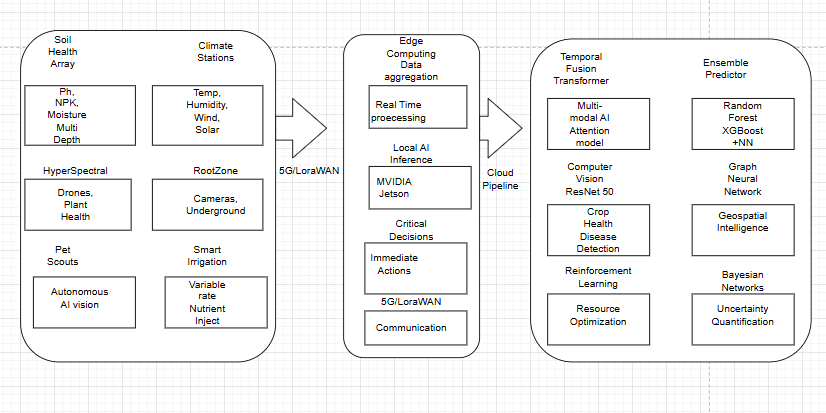 Soil
Health
Array
Climate
Stations
Ph,
NPK,
Moisture
Multi
Depth
Temp,
Humidity,
Wind,
Solar
HyperSpectral
RootZone
Drones,
Plant
Health
Cameras,
Underground
Pet
Scouts
Smart
Irrigation
Autonomous
AI vision
Variable
rate
Nutrient
Inject
5G/LoraWAN
Edge
Computing
Data
aggregation
Real Time
proecessing
Local AI
Inference
MVIDIA
Jetson
Critical
Decisions
Immediate
Actions
5G/LoraWAN
Communication
Cloud
Pipeline
Temporal
Fusion
Transformer
Ensemble
Predictor
Multi-
modal AI
Attention
model
Random
Forest
XGBoost
+NN
Computer
Vision
ResNet 50
Graph
Neural
Network
Crop
Health
Disease
Detection
Geospatial
Intelligence
Reinforcement
Learning
Bayesian
Networks
Resource
Optimization
Uncertainty
Quantification